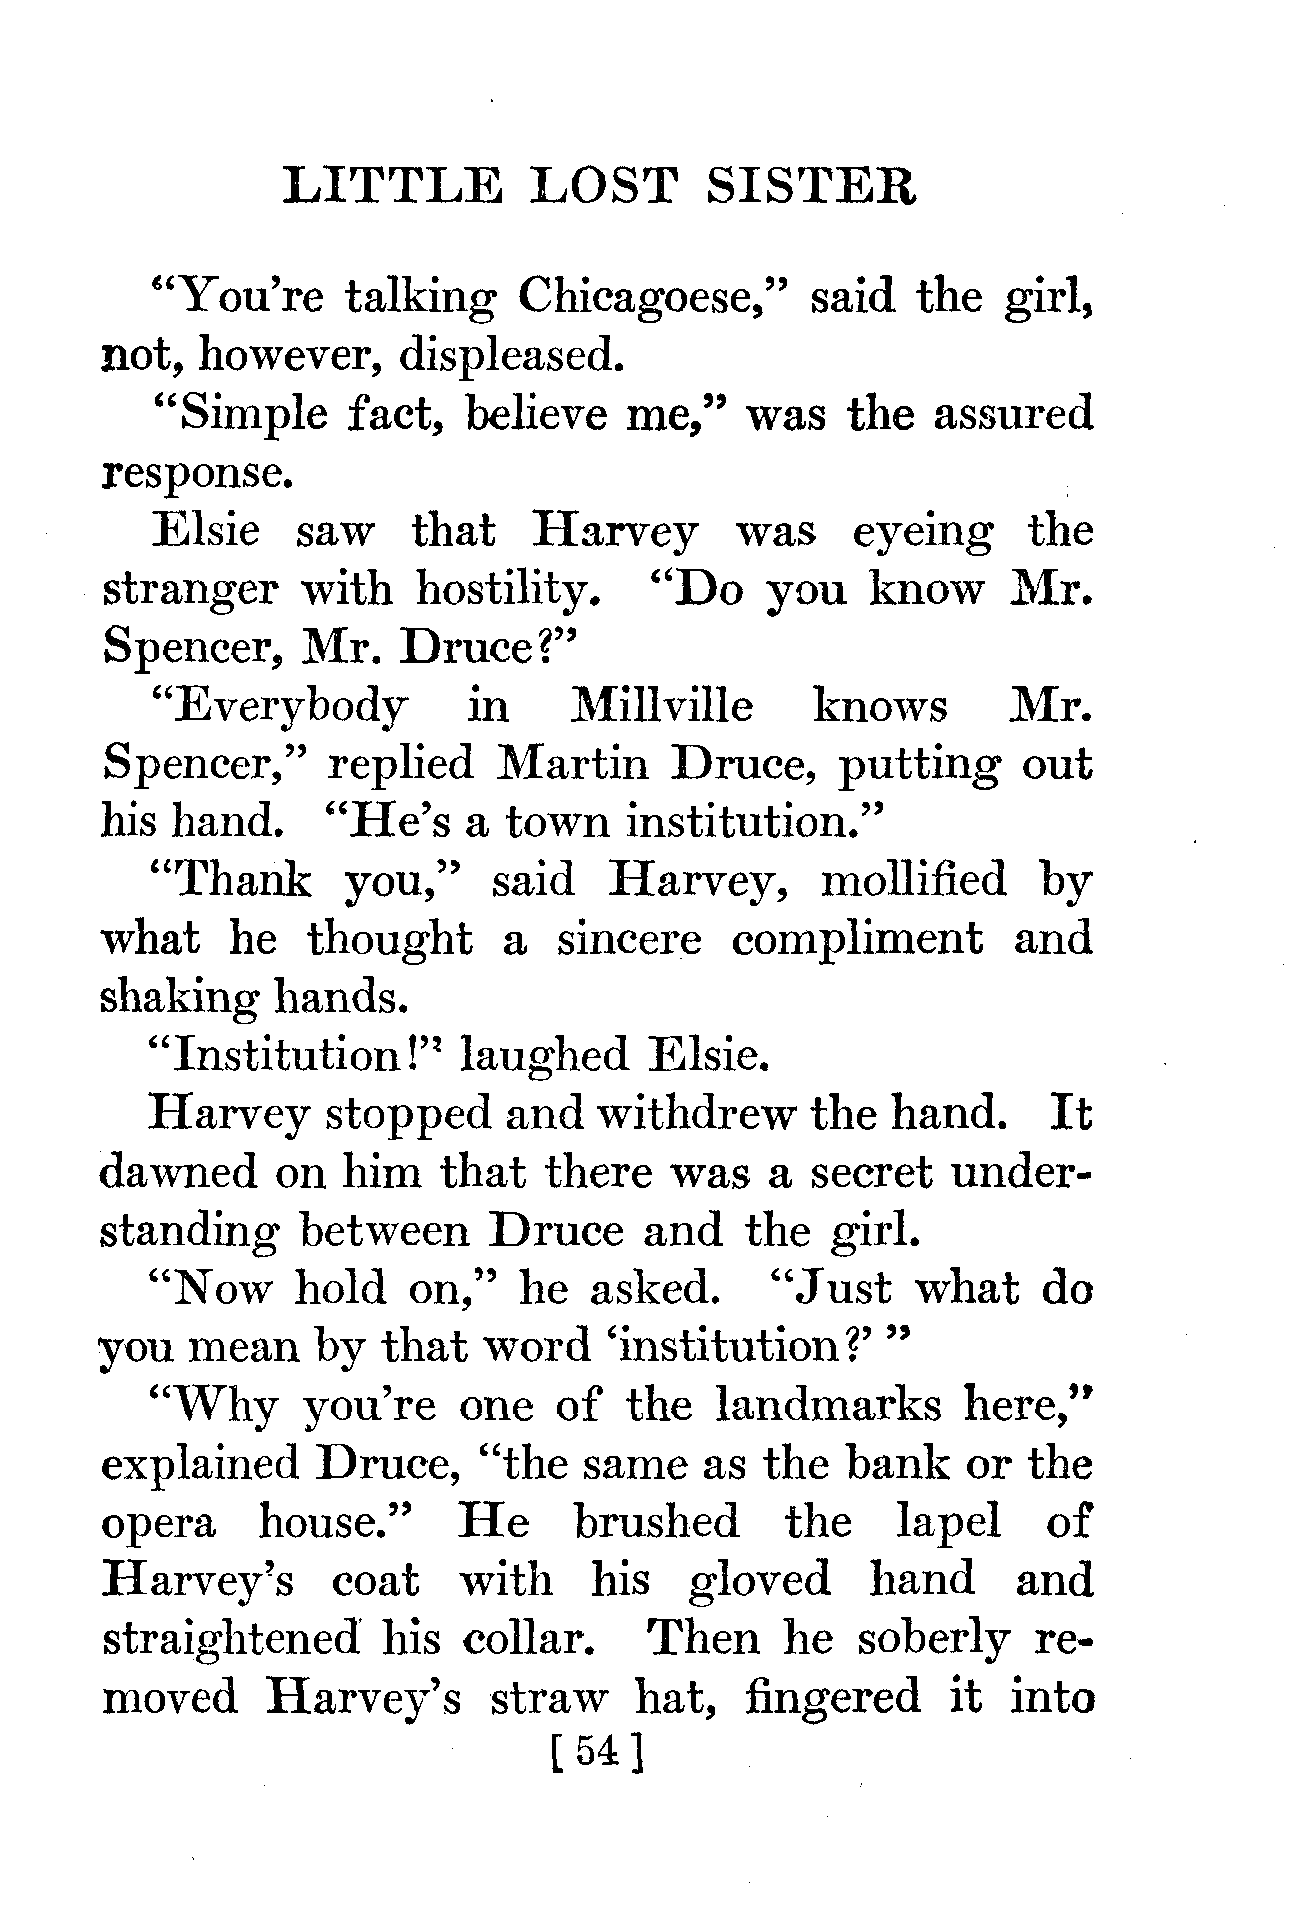 LITTLE LOST SISTER
"You're talking Chicagoese," said the girl,
not, however, displeased.
"Simple fact, believe me," was the assured
response.
Elsie saw that Harvey was eyeing the
stranger with hostility. "Do you know Mr.
Spencer, Mr. Druce?"
"Everybody in Millville knows Mr.
Spencer," replied Martin Druce, putting out
his hand. "He's a town institution."
"Thank you," said Harvey, mollified by
what he thought a sincere compliment and
shaking hands.
"Institution!" laughed Elsie.
Harvey stopped and withdrew the hand. It
dawned on him that there was a secret under-
standing between Druce and the girl.
"Now hold on," he asked. "Just what do
you mean by that word 'institution?' "
"Why you're one of the landmarks here,"
explained Druce, "the same as the bank or the
opera house." He brushed the lapel of
Harvey's coat with his gloved hand and
straightened his collar. Then he soberly re-
moved Harvey's straw hat, fingered it into
[ 54 ]